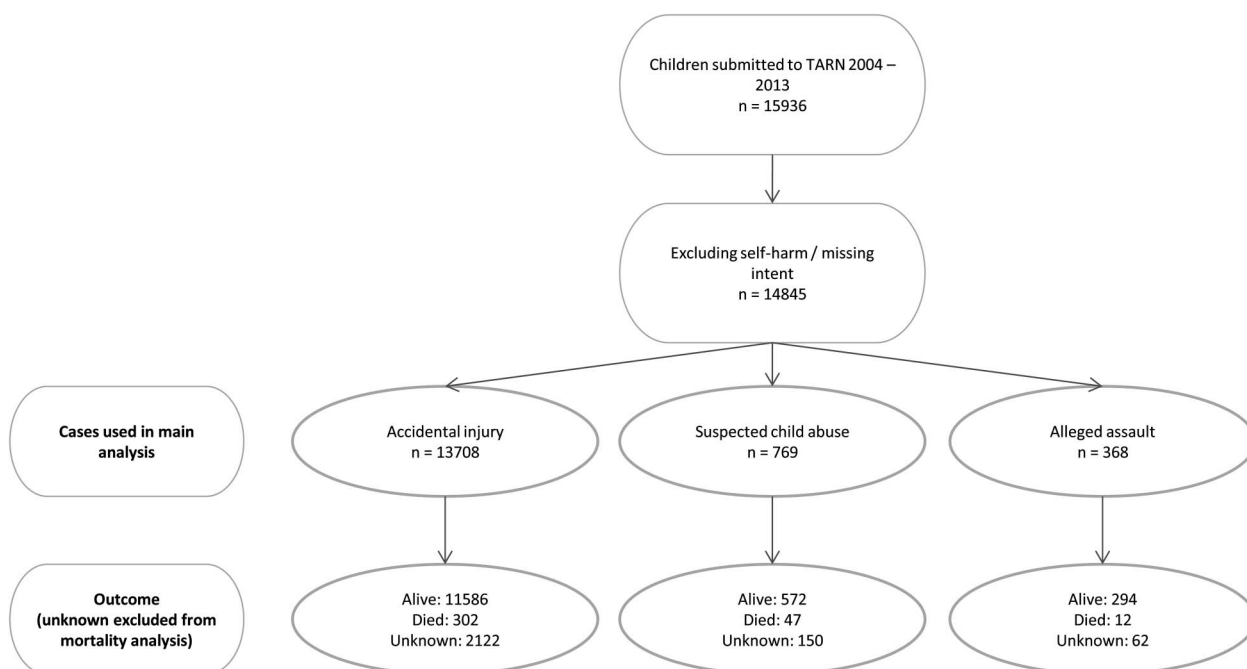 Children submitted to TARN 2004 –
2013
n = 15936
Excluding self-harm / missing
intent
n = 14845
Cases used in main
analysis
Accidental injury
n = 13708
Suspected child abuse
n = 769
Alleged assault
n = 368
Outcome
(unknown excluded from
mortality analysis)
Alive: 11586
Died: 302
Unknown: 2122
Alive: 572
Died: 47
Unknown: 150
Alive: 294
Died: 12
Unknown: 62